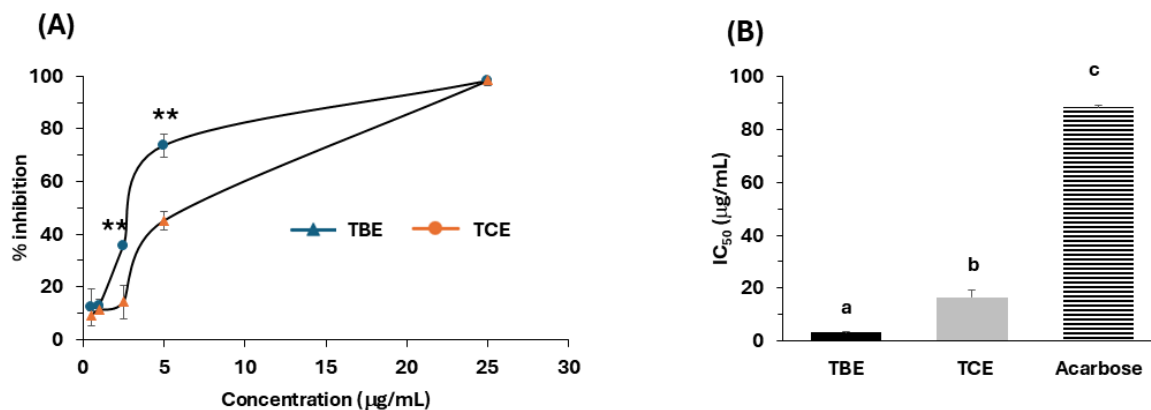 (A)
100
80
60
40
20
0
% inhibition
**
**
TBE
TCE
0 5 10 15 20 25 30
Concentration (µg/mL)
(B)
100
80
60
40
20
0
IC50 (µg/mL)
a
b
c
TBE TCE Acarbose